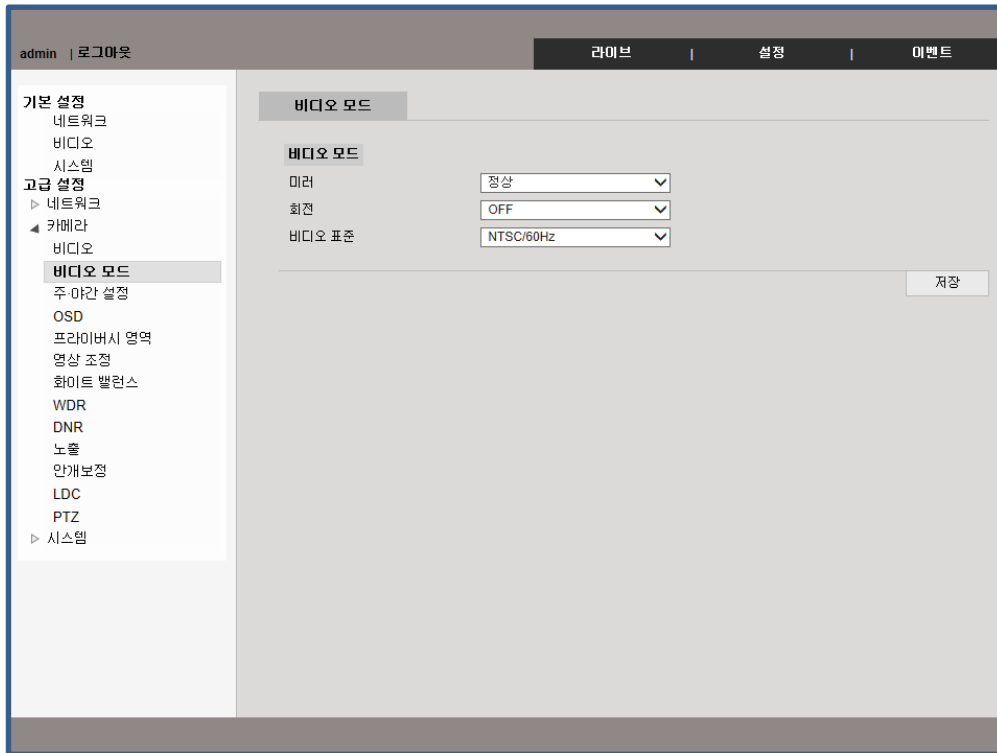 admin | 로그아웃
라이브 | 설정 | 이벤트
기본 설정
네트워크
비디오
시스템
고급 설정
네트워크
카메라
비디오
비디오 모드
주·야간 설정
OSD
프라이버시 영역
영상 조정
화이트 밸런스
WDR
DNR
노출
안개보정
LDC
PTZ
시스템
비디오 모드
비디오 모드
미러 정상
회전 OFF
비디오 표준 NTSC/60Hz
저장